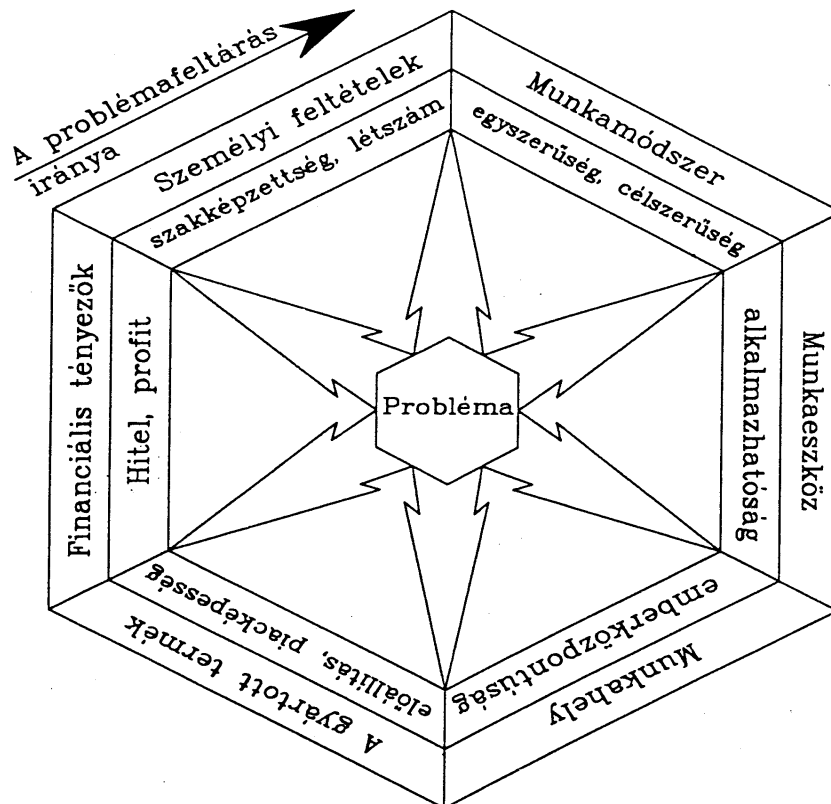 A problémafeltárás
iránya
Személyi feltételek
szakképzettség, létszám
Munkamódszer
egyszerűség, célszerűség
Munkaeszköz
alkalmazhatóság
Munkahely
emberközpontúság
A gyártott termék
előállítás, piacképesség
Financiális tényezők
Hitel, profit
Probléma